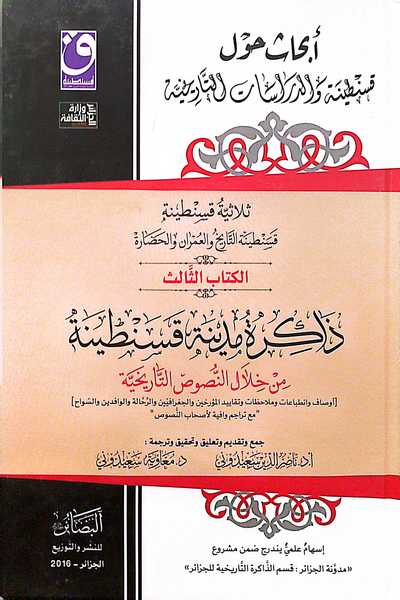 أبحاث حول
قسنطينة والدراسات التاريخية
قسنطينة
وزارة الثقافة
ثلاثية قسنطينة
قسنطينة التاريخ والعمران والحضارة
الكتاب الثالث
ذاكرة مدينة قسنطينة
من خلال النصوص التاريخية
[أوصاف وانطباعات وملاحظات وتقاييد المؤرخين والجغرافيين والرحالة والوافدين والسواح]
"مع تراجم وافية لأصحاب النصوص"
جمع وتقديم وتعليق وتحقيق وترجمة:
أ.د. ناصر الدين سعيدوني
د. معاوية سعيدوني
البصائر
للنشر والتوزيع
الجزائر - 2016
إسهام علمي يندرج ضمن مشروع
«مدونة الجزائر: قسم الذاكرة التاريخية للجزائر»